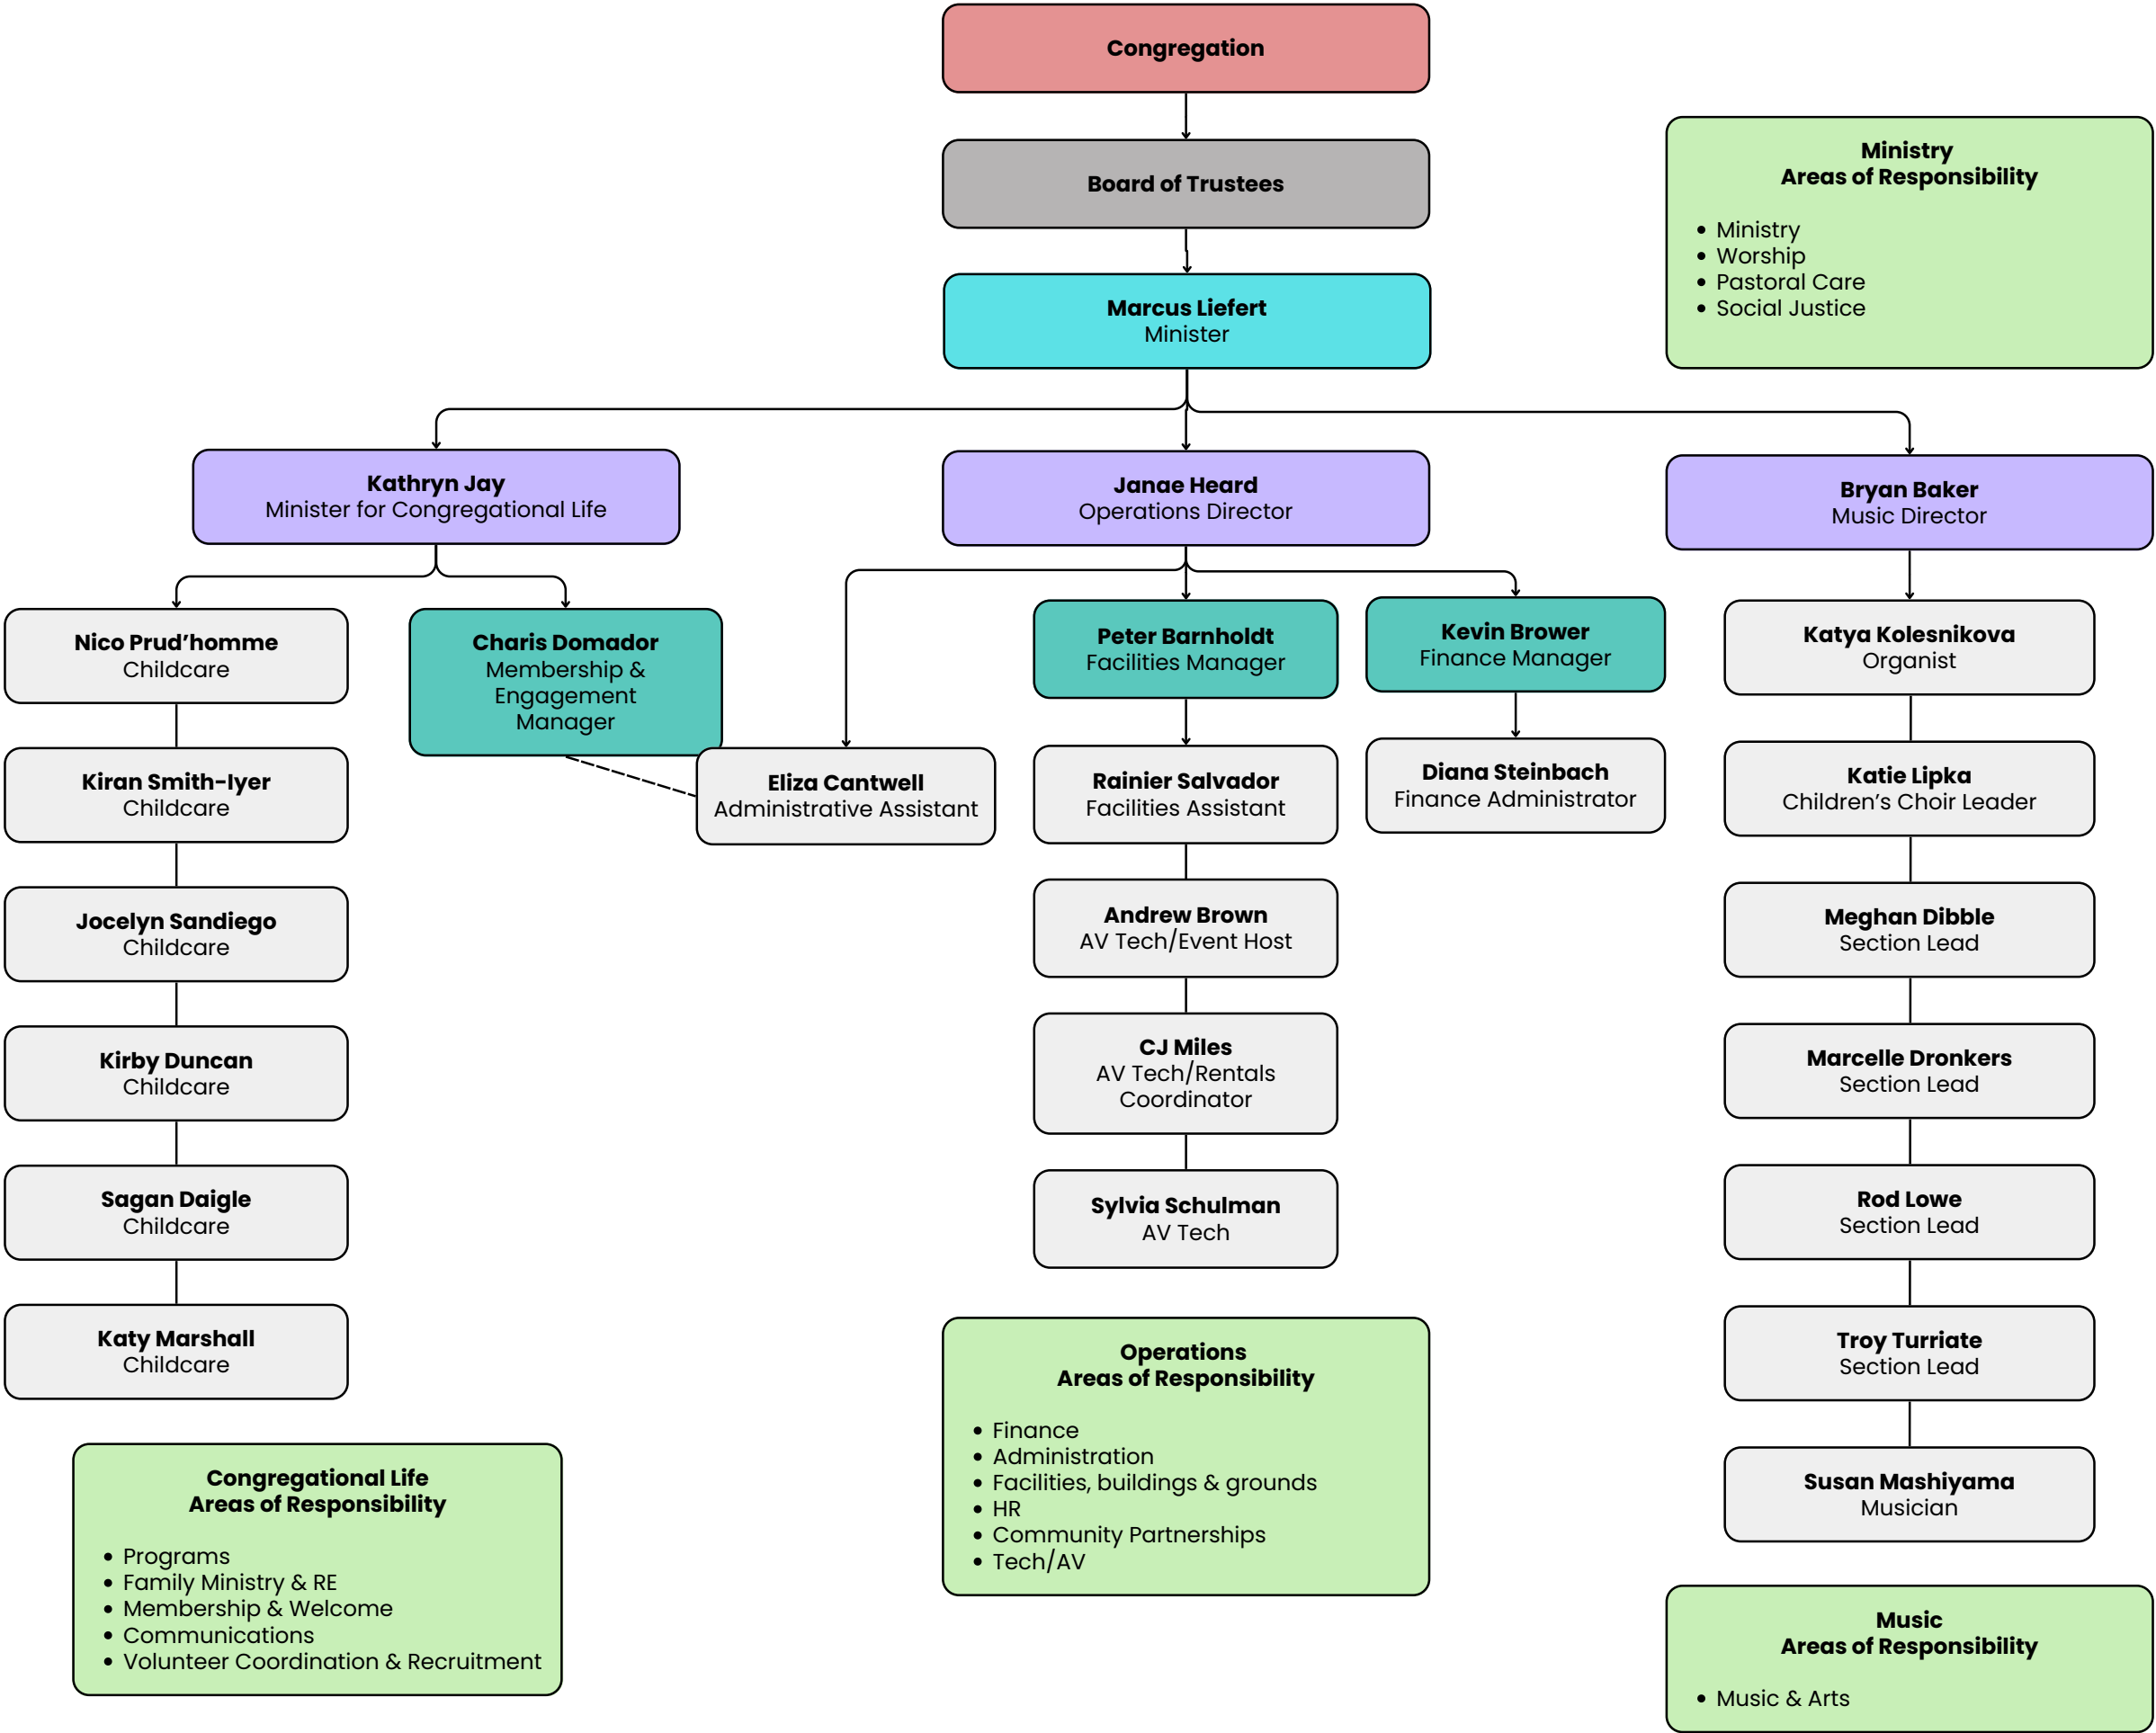 Congregation
Board of Trustees
Ministry
Areas of Responsibility
• Ministry
• Worship
• Pastoral Care
• Social Justice
Marcus Liefert
Minister
Kathryn Jay
Minister for Congregational Life
Janae Heard
Operations Director
Bryan Baker
Music Director
Nico Prud’homme
Childcare
Kiran Smith-Iyer
Childcare
Jocelyn Sandiego
Childcare
Kirby Duncan
Childcare
Sagan Daigle
Childcare
Katy Marshall
Childcare
Charis Domador
Membership &
Engagement
Manager
Eliza Cantwell
Administrative Assistant
Peter Barnholdt
Facilities Manager
Rainier Salvador
Facilities Assistant
Andrew Brown
AV Tech/Event Host
CJ Miles
AV Tech/Rentals
Coordinator
Sylvia Schulman
AV Tech
Kevin Brower
Finance Manager
Diana Steinbach
Finance Administrator
Katya Kolesnikova
Organist
Katie Lipka
Children’s Choir Leader
Meghan Dibble
Section Lead
Marcelle Dronkers
Section Lead
Rod Lowe
Section Lead
Troy Turriate
Section Lead
Susan Mashiyama
Musician
Congregational Life
Areas of Responsibility
• Programs
• Family Ministry & RE
• Membership & Welcome
• Communications
• Volunteer Coordination & Recruitment
Operations
Areas of Responsibility
• Finance
• Administration
• Facilities, buildings & grounds
• HR
• Community Partnerships
• Tech/AV
Music
Areas of Responsibility
• Music & Arts